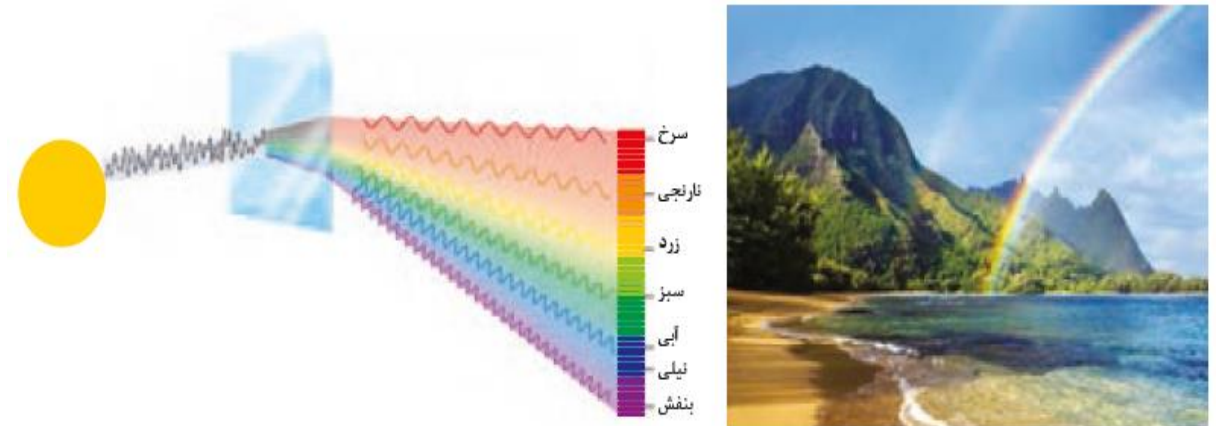 سرخ
نارنجی
زرد
سبز
آبی
نیلی
بنفش